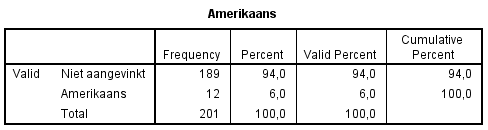 Amerikaans
Frequency Percent Valid Percent Cumulative Percent
Valid Niet aangevinkt 189 94,0 94,0 94,0
Amerikaans 12 6,0 6,0 100,0
Total 201 100,0 100,0